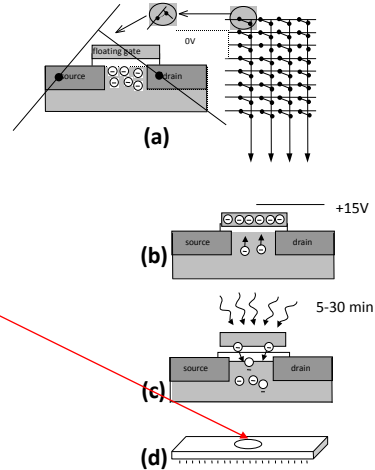 0V
floating gate
source
drain
(a)
+15V
source
drain
(b)
5-30 min
source
drain
(c)
(d)